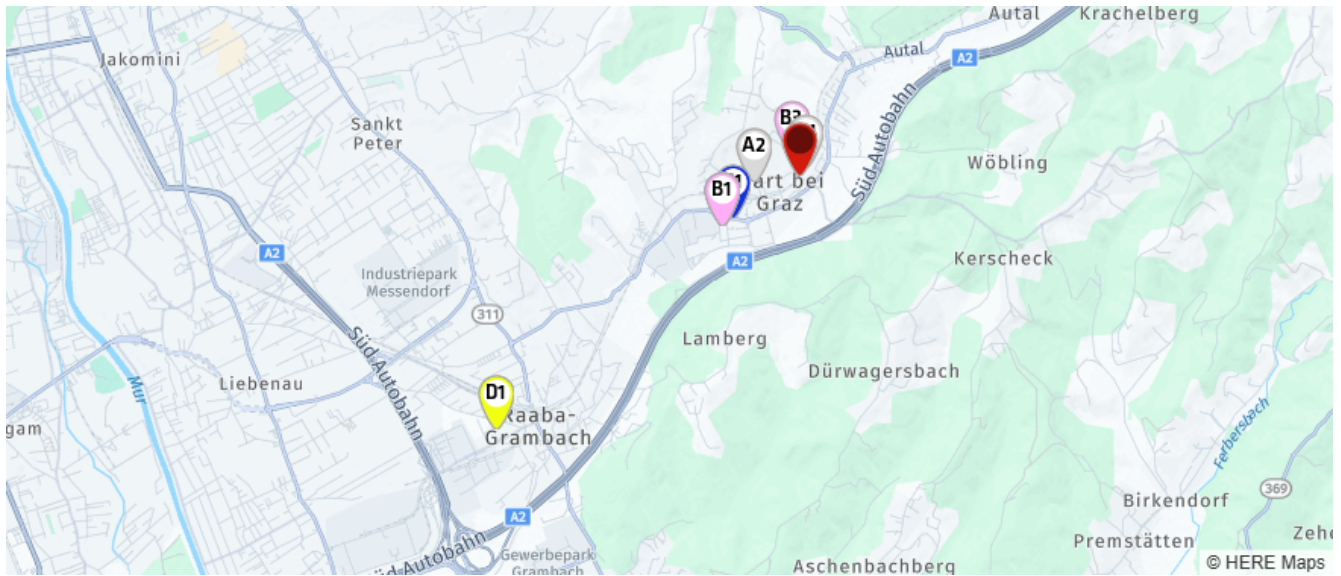 Autal
Krachelberg
Jakomini
Autal
A2
Sankt
Peter
Süd-Autobahn
A2
Wöbling
art bei
Graz
B1
A2
A2
Kerscheck
Industriepark
Messendorf
311
Lamberg
Süd-Autobahn
Dürwagersbach
Liebenau
Mur
D1
Raaba-
Grambach
gam
Ferbersbach
369
Birkendorf
A2
Premstätten
Zehe
Süd Autobahn
Gewerbepark
Grambach
Aschenbachberg
© HERE Maps